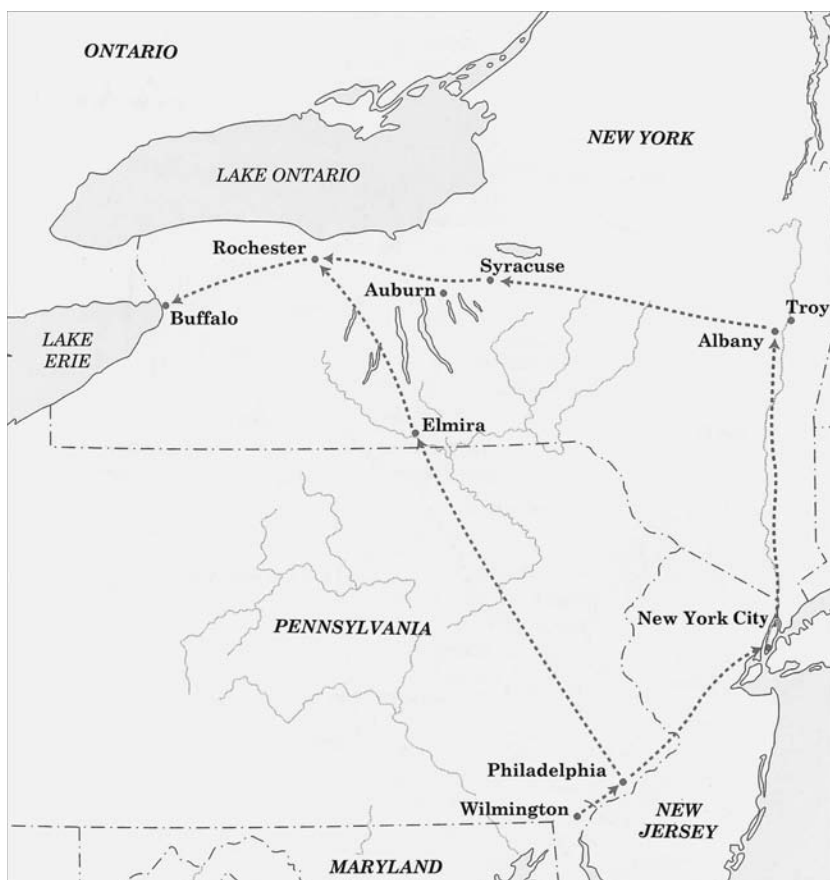 ONTARIO
NEW YORK
LAKE ONTARIO
Rochester
Syracuse
Auburn
Troy
Buffalo
Albany
LAKE
ERIE
Elmira
New York City
PENNSYLVANIA
Philadelphia
Wilmington
NEW
JERSEY
MARYLAND